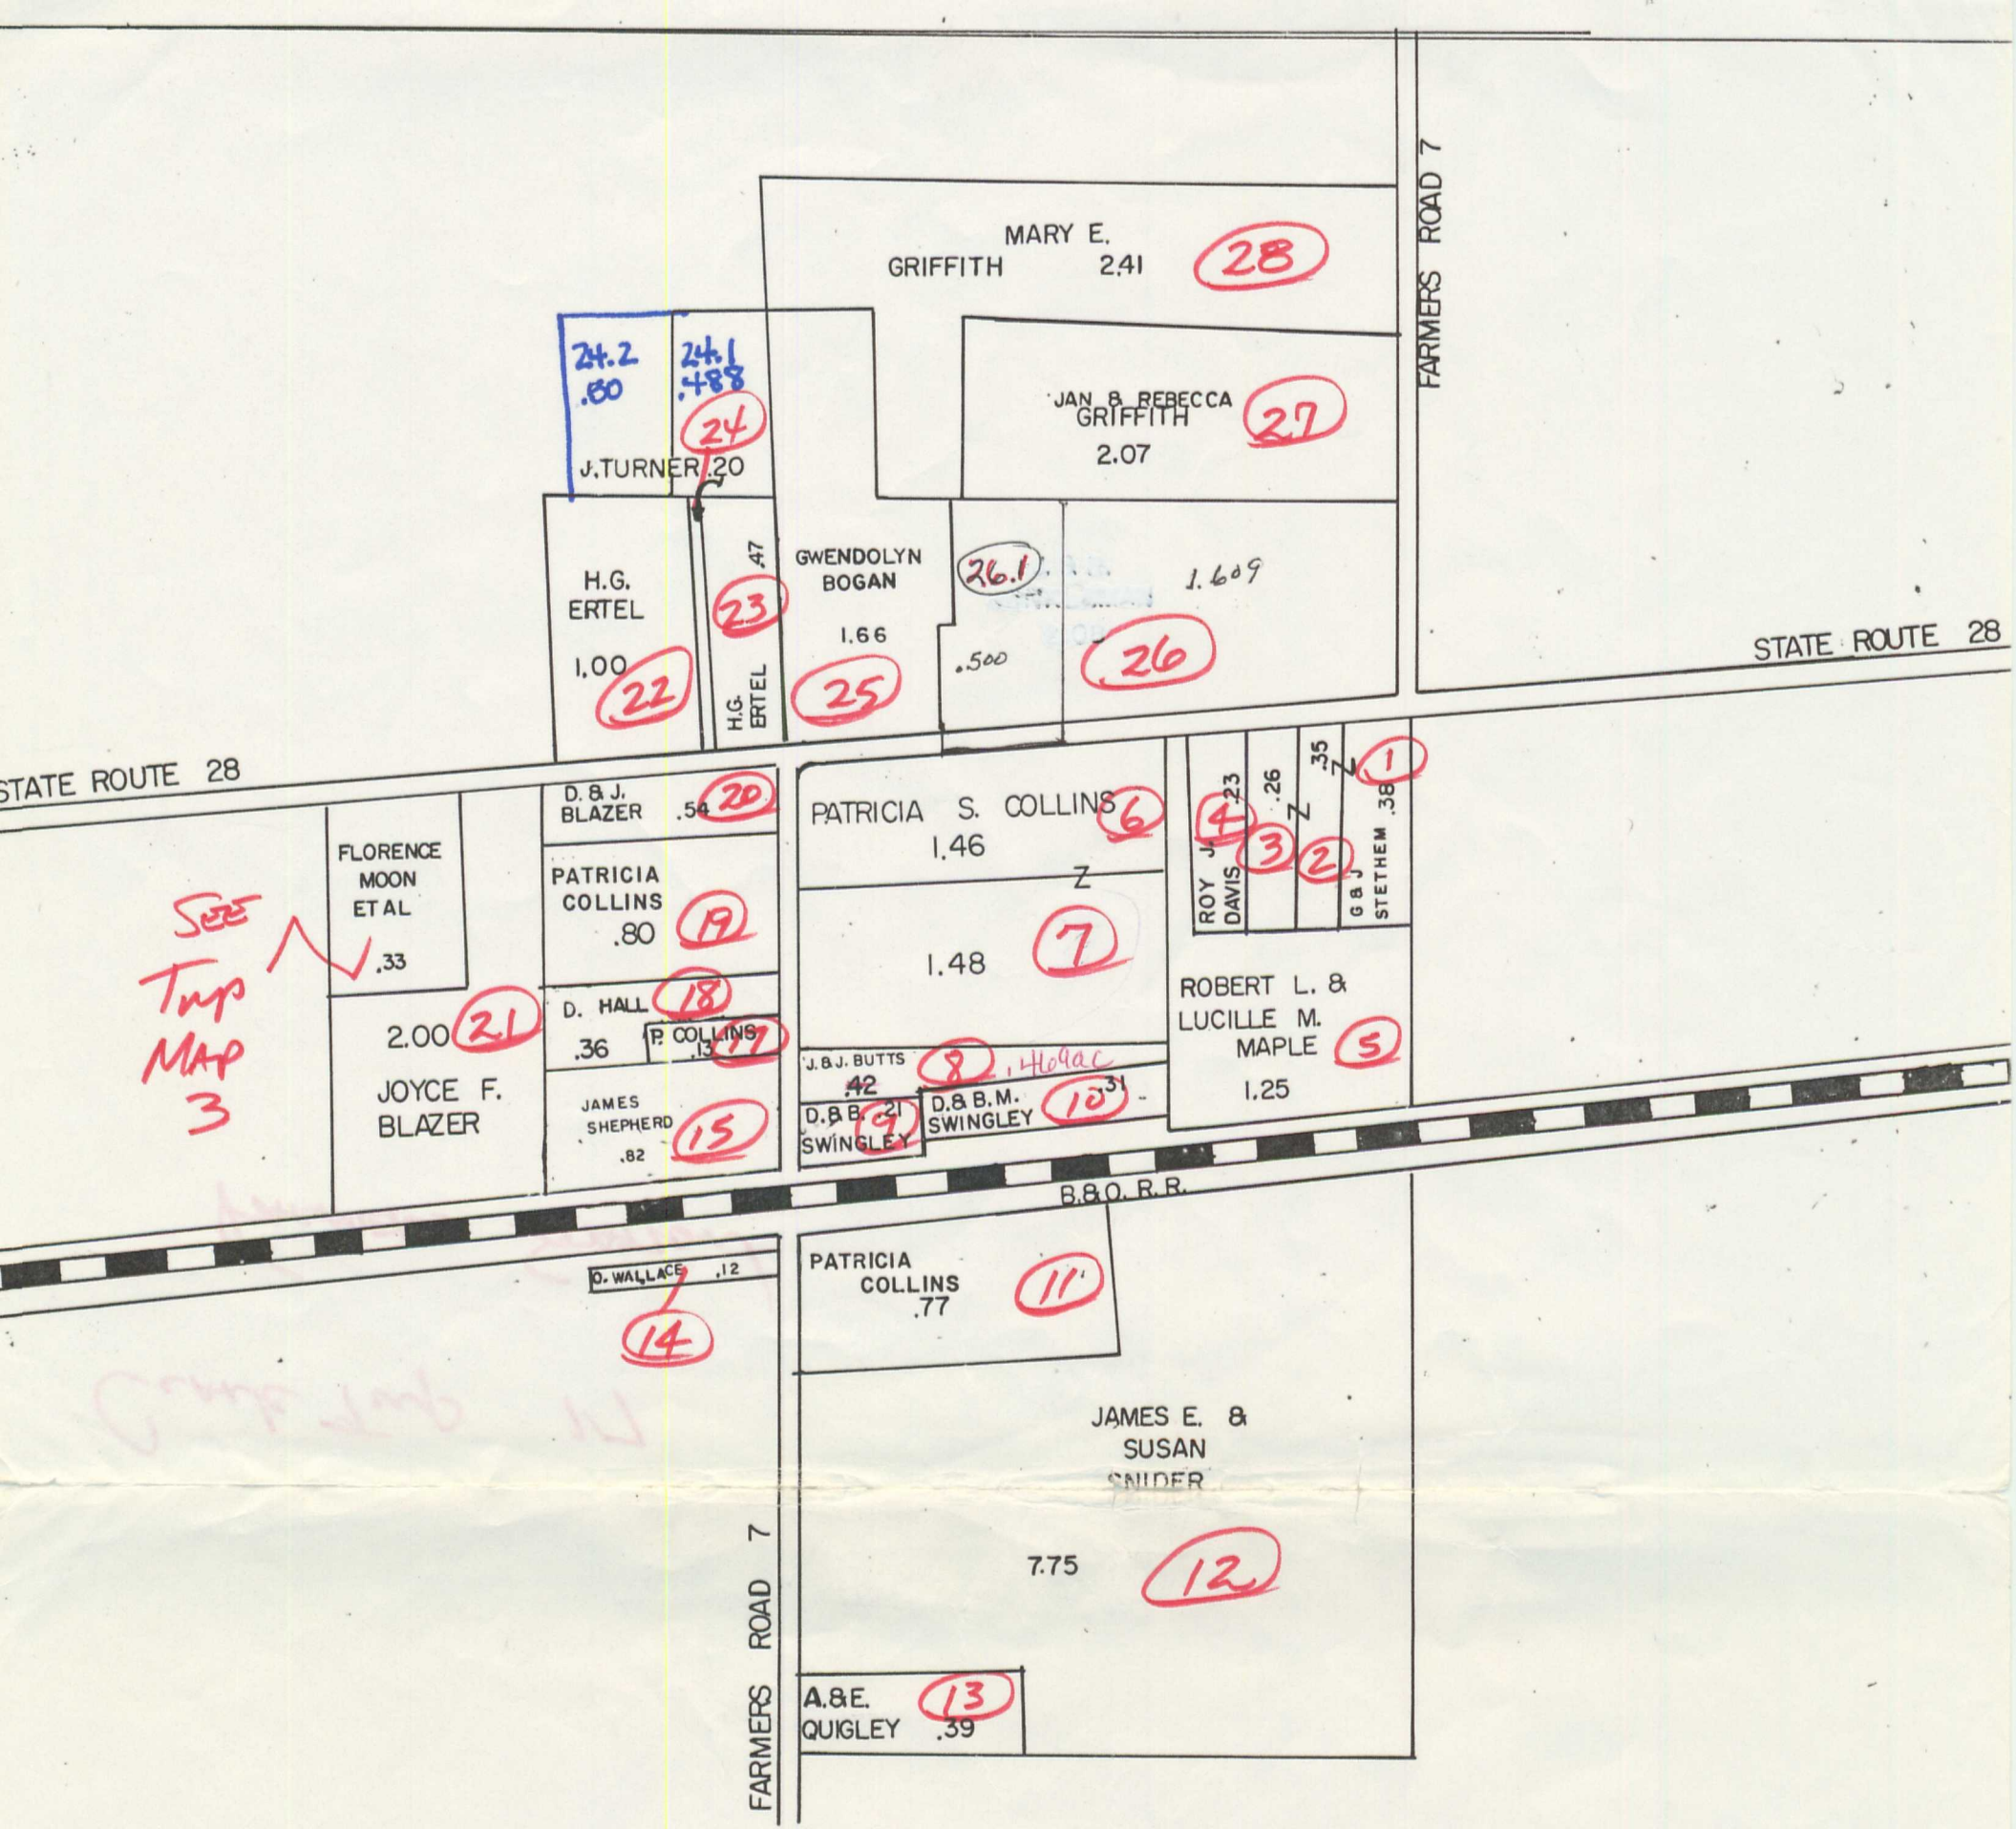 FARMERS ROAD 7
MARY E.
GRIFFITH 2.41
28
24.2
.50
24.1
.488
24
J. TURNER .20
JAN & REBECCA
GRIFFITH
2.07
27
H.G.
ERTEL
1.00
22
.47
23
H.G.
ERTEL
GWENDOLYN
BOGAN
1.66
25
26.1
.500
1.609
26
STATE ROUTE 28
STATE ROUTE 28
FLORENCE
MOON
ET AL
.33
SEE
Twp
MAP
3
2.00 21
JOYCE F.
BLAZER
D. & J.
BLAZER .54 20
PATRICIA
COLLINS
.80 19
D. HALL 18
.36
P. COLLINS
.13 17
JAMES
SHEPHERD
.82
15
PATRICIA S. COLLINS 6
1.46
Z
1.48 7
J. & J. BUTTS 8 .469ac
.42
D. & B. .21
SWINGLEY
9
D. & B. M. .31
SWINGLEY
10
ROY J.
DAVIS .23
4
.26
3
Z
.35
2
Z
1
G & J
STETHEM .38
ROBERT L. &
LUCILLE M.
MAPLE 5
1.25
B. & O. R. R.
O. WALLACE .12
14
PATRICIA
COLLINS
.77
11
JAMES E. &
SUSAN
SNIDER
7.75 12
FARMERS ROAD 7
A. & E.
QUIGLEY .39
13